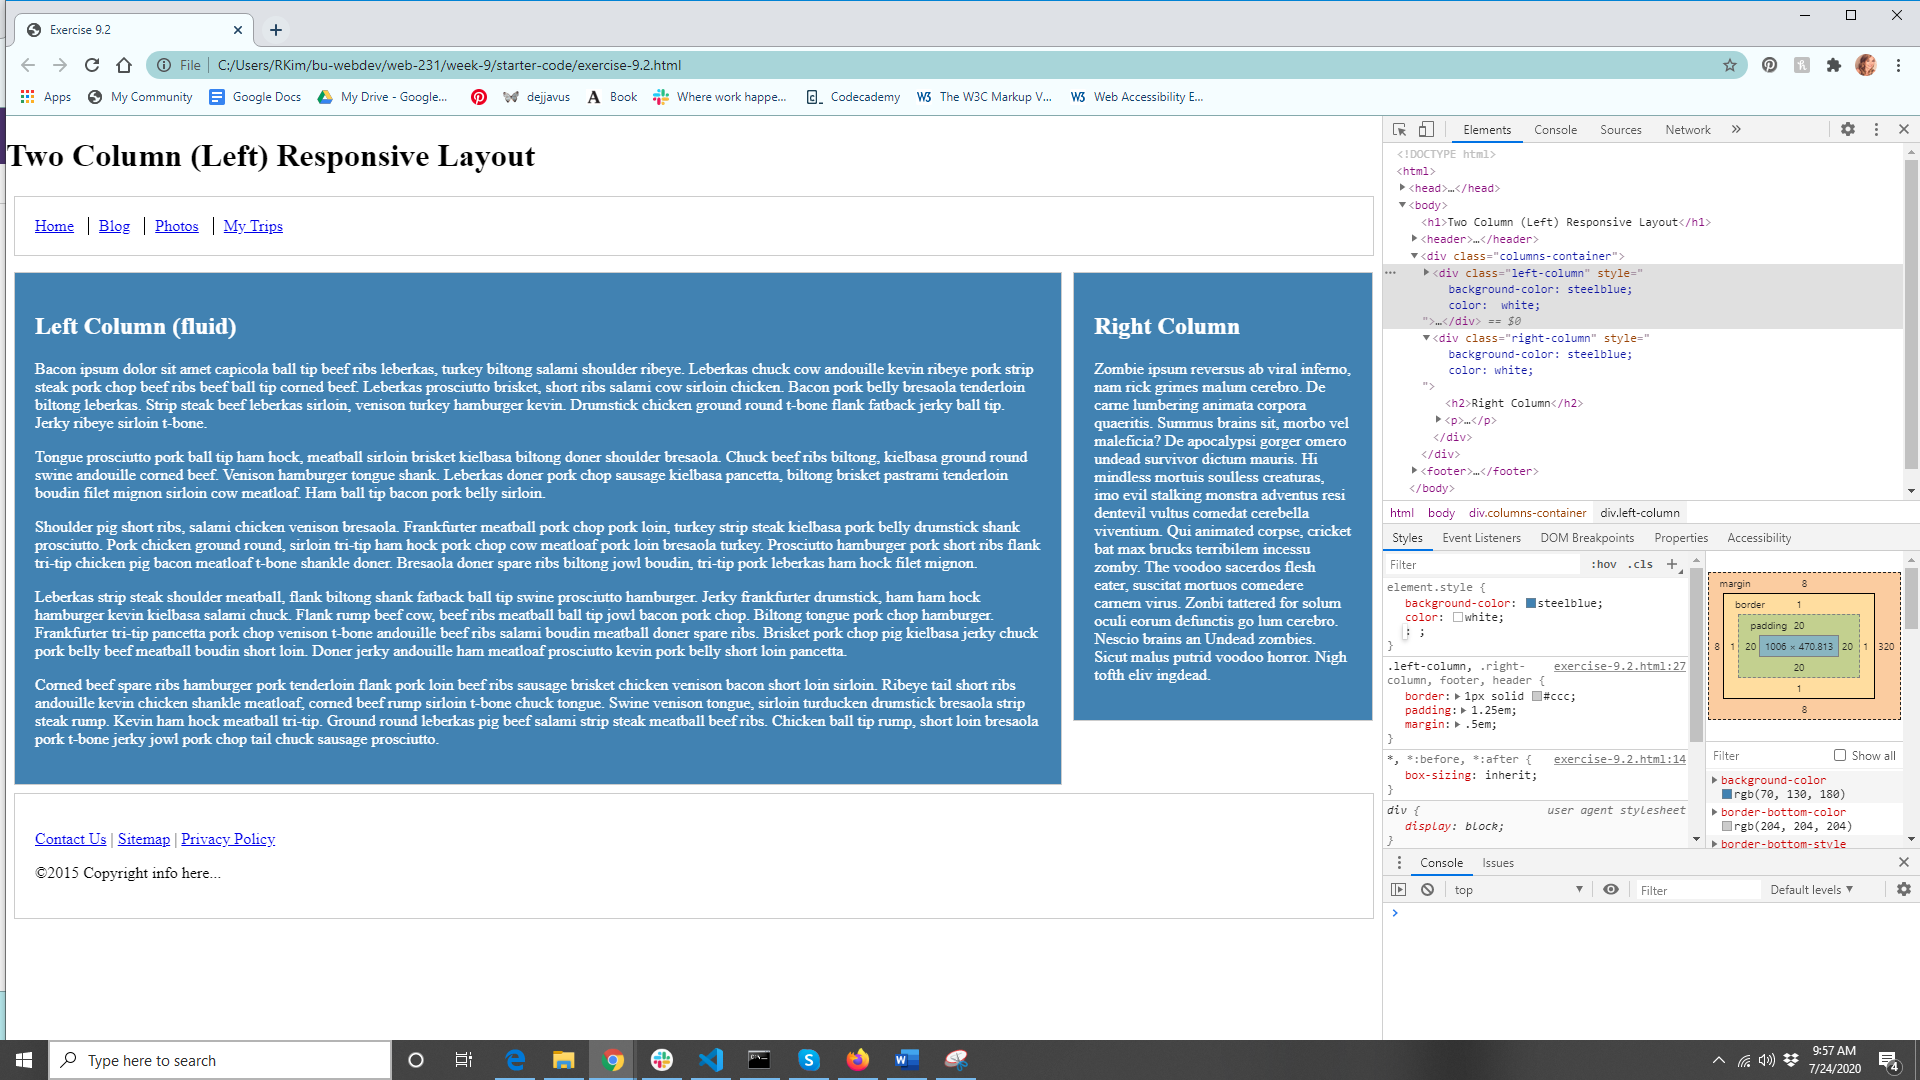 Exercise 9.2
File
C:/Users/RKim/bu-webdev/web-231/week-9/starter-code/exercise-9.2.html
Apps My Community Google Docs My Drive - Google... dejjavus Book Where work happe... Codecademy The W3C Markup V... Web Accessibility E...
Two Column (Left) Responsive Layout
Home Blog Photos My Trips
Left Column (fluid)
Bacon ipsum dolor sit amet capicola ball tip beef ribs leberkas, turkey biltong salami shoulder ribeye. Leberkas chuck cow andouille kevin ribeye pork strip
steak pork chop beef ribs beef ball tip corned beef. Leberkas prosciutto brisket, short ribs salami cow sirloin chicken. Bacon pork belly bresaola tenderloin
biltong leberkas. Strip steak beef leberkas sirloin, venison turkey hamburger kevin. Drumstick chicken ground round t-bone flank fatback jerky ball tip.
Jerky ribeye sirloin t-bone.
Tongue prosciutto pork ball tip ham hock, meatball sirloin brisket kielbasa biltong doner shoulder bresaola. Chuck beef ribs biltong, kielbasa ground round
swine andouille corned beef. Venison hamburger tongue shank. Leberkas doner pork chop sausage kielbasa pancetta, biltong brisket pastrami tenderloin
boudin filet mignon sirloin cow meatloaf. Ham ball tip bacon pork belly sirloin.
Shoulder pig short ribs, salami chicken venison bresaola. Frankfurter meatball pork chop pork loin, turkey strip steak kielbasa pork belly drumstick shank
prosciutto. Pork chicken ground round, sirloin tri-tip ham hock pork chop cow meatloaf pork loin bresaola turkey. Prosciutto hamburger pork short ribs flank
tri-tip chicken pig bacon meatloaf t-bone shankle doner. Bresaola doner spare ribs biltong jowl boudin, tri-tip pork leberkas ham hock filet mignon.
Leberkas strip steak shoulder meatball, flank biltong shank fatback ball tip swine prosciutto hamburger. Jerky frankfurter drumstick, ham ham hock
hamburger kevin kielbasa salami chuck. Flank rump beef cow, beef ribs meatball ball tip jowl bacon pork chop. Biltong tongue pork chop hamburger.
Frankfurter tri-tip pancetta pork chop venison t-bone andouille beef ribs salami boudin meatball doner spare ribs. Brisket pork chop pig kielbasa jerky chuck
pork belly beef meatball boudin short loin. Doner jerky andouille ham meatloaf prosciutto kevin pork belly short loin pancetta.
Corned beef spare ribs hamburger pork tenderloin flank pork loin beef ribs sausage brisket chicken venison bacon short loin sirloin. Ribeye tail short ribs
andouille kevin chicken shankle meatloaf, corned beef rump sirloin t-bone chuck tongue. Swine venison tongue, sirloin turducken drumstick bresaola strip
steak rump. Kevin ham hock meatball tri-tip. Ground round leberkas pig beef salami strip steak meatball beef ribs. Chicken ball tip rump, short loin bresaola
pork t-bone jerky jowl pork chop tail chuck sausage prosciutto.
Right Column
Zombie ipsum reversus ab viral inferno,
nam rick grimes malum cerebro. De
carne lumbering animata corpora
quaeritis. Summus brains sit, morbo vel
maleficia? De apocalypsi gorger omero
undead survivor dictum mauris. Hi
mindless mortuis soulless creaturas,
imo evil stalking monstra adventus resi
dentevil vultus comedat cerebella
viventium. Qui animated corpse, cricket
bat max brucks terribilem incessu
zomby. The voodoo sacerdos flesh
eater, suscitat mortuos comedere
carnem virus. Zonbi tattered for solum
oculi eorum defunctis go lum cerebro.
Nescio brains an Undead zombies.
Sicut malus putrid voodoo horror. Nigh
tofth eliv ingdead.
Contact Us | Sitemap | Privacy Policy
©2015 Copyright info here...
Elements Console Sources Network »
<!DOCTYPE html>
<html>
<head>…</head>
<body>
<h1>Two Column (Left) Responsive Layout</h1>
<header>…</header>
<div class="columns-container">
<div class="left-column" style="
background-color: steelblue;
color:  white;
">…</div> == $0
<div class="right-column" style="
background-color: steelblue;
color: white;
">
<h2>Right Column</h2>
<p>…</p>
</div>
</div>
<footer>…</footer>
</body>
html body div.columns-container div.left-column
Styles Event Listeners DOM Breakpoints Properties Accessibility
Filter :hov .cls +
element.style {
background-color: steelblue;
color: white;
: ;
}
.left-column, .right- exercise-9.2.html:27
column, footer, header {
border: 1px solid #ccc;
padding: 1.25em;
margin: .5em;
}
*, *:before, *:after { exercise-9.2.html:14
box-sizing: inherit;
}
div { user agent stylesheet
display: block;
}
margin 8
border 1
padding 20
8 1 20 1006 × 470.813 20 1 320
20
1
8
Filter Show all
background-color
rgb(70, 130, 180)
border-bottom-color
rgb(204, 204, 204)
border-bottom-style
Console Issues
top Filter Default levels
Type here to search
9:57 AM
7/24/2020
4